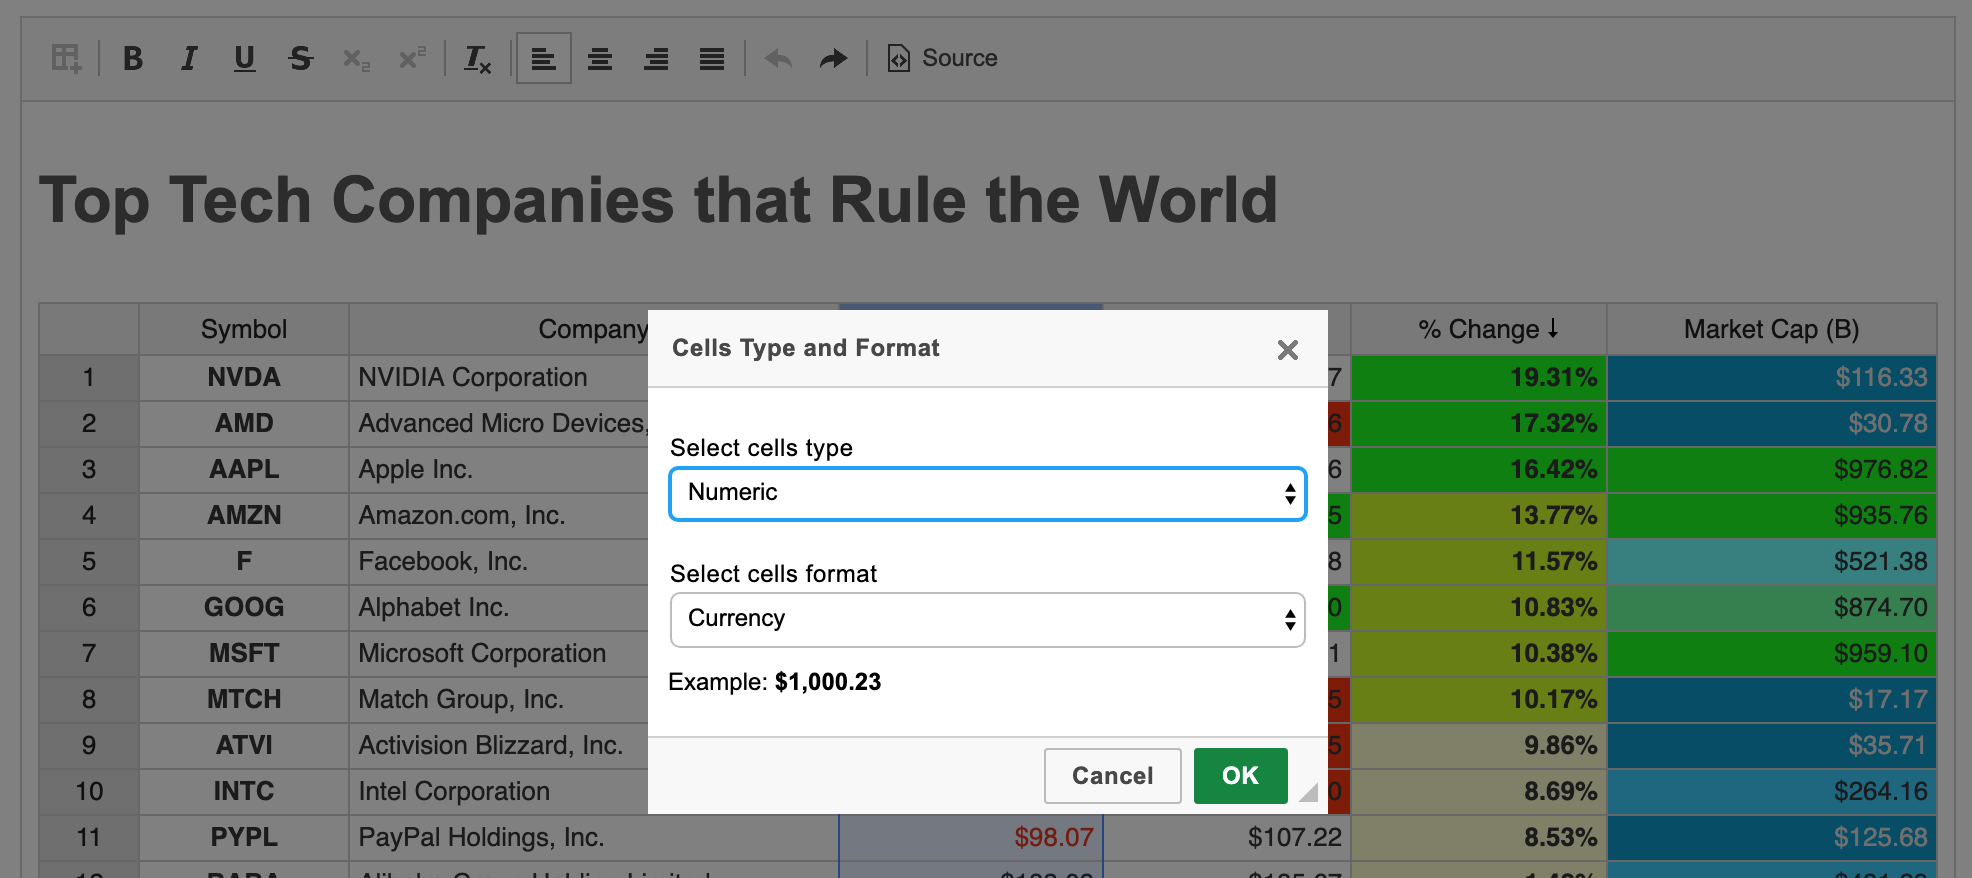 B I U S x₂ x² Tx Source
Top Tech Companies that Rule the World
Symbol Company % Change ↓ Market Cap (B)
1 NVDA NVIDIA Corporation 7 19.31% $116.33
2 AMD Advanced Micro Devices, 6 17.32% $30.78
3 AAPL Apple Inc. 6 16.42% $976.82
4 AMZN Amazon.com, Inc. 5 13.77% $935.76
5 F Facebook, Inc. 8 11.57% $521.38
6 GOOG Alphabet Inc. 0 10.83% $874.70
7 MSFT Microsoft Corporation 1 10.38% $959.10
8 MTCH Match Group, Inc. 5 10.17% $17.17
9 ATVI Activision Blizzard, Inc. 5 9.86% $35.71
10 INTC Intel Corporation 0 8.69% $264.16
11 PYPL PayPal Holdings, Inc. $98.07 $107.22 8.53% $125.68
Cells Type and Format
Select cells type
Numeric
Select cells format
Currency
Example: $1,000.23
Cancel OK